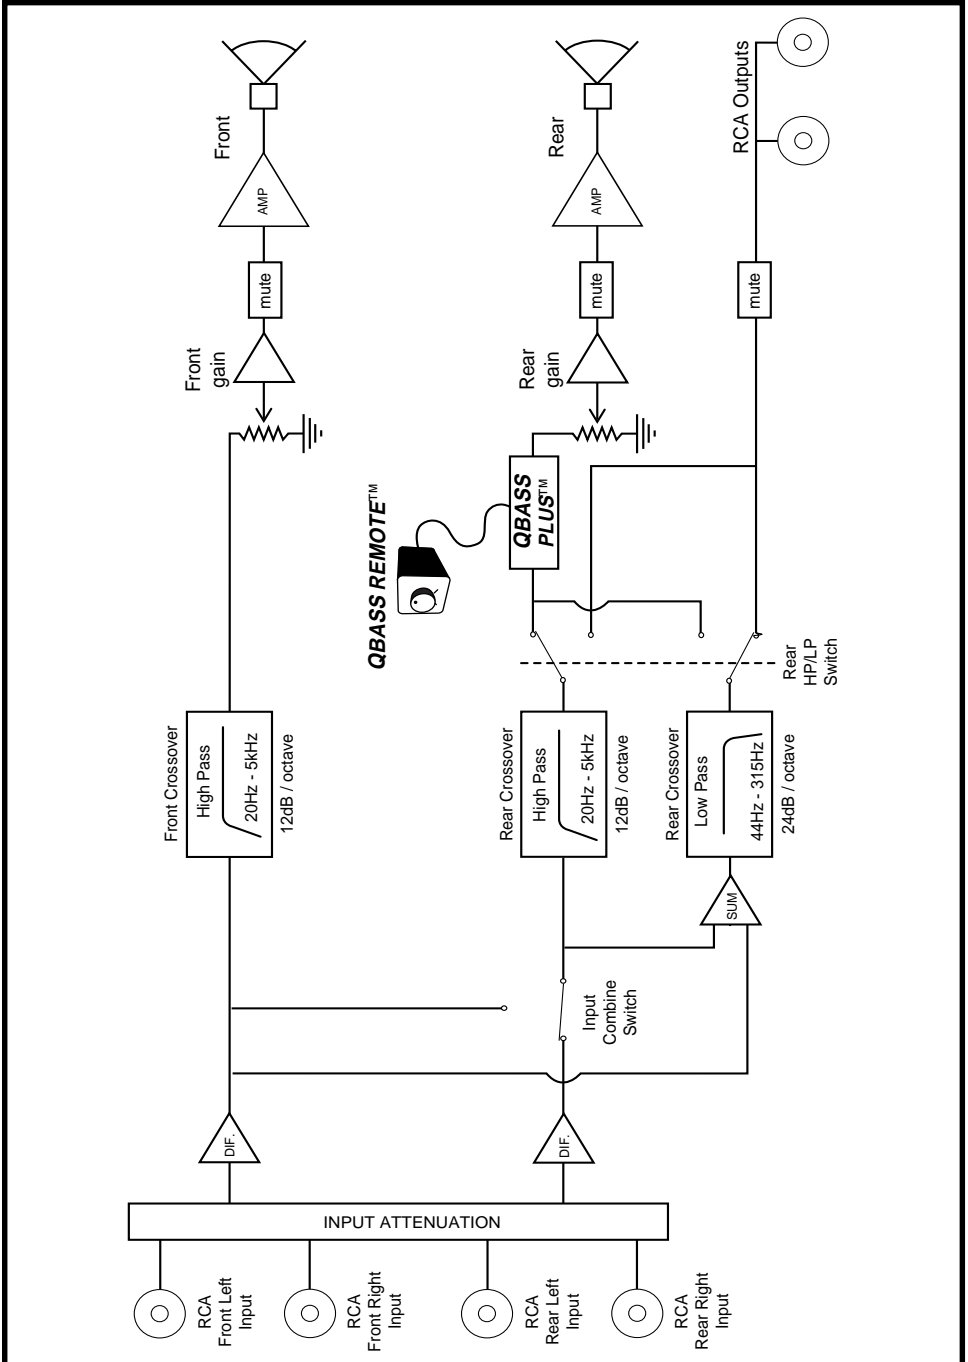 Front
Rear
RCA Outputs
AMP
AMP
mute
mute
mute
Front
gain
Rear
gain
QBASS REMOTE™
QBASS
PLUS™
Rear
HP/LP
Switch
Front Crossover
High Pass
20Hz - 5kHz
12dB / octave
Rear Crossover
High Pass
20Hz - 5kHz
12dB / octave
Rear Crossover
Low Pass
44Hz - 315Hz
24dB / octave
SUM
Input
Combine
Switch
DIF.
DIF.
INPUT ATTENUATION
RCA
Front Left
Input
RCA
Front Right
Input
RCA
Rear Left
Input
RCA
Rear Right
Input